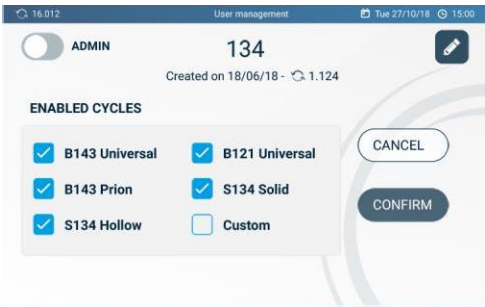 16.012 User management Tue 27/10/18 15:00
ADMIN
134
Created on 18/06/18 - 1.124
ENABLED CYCLES
B143 Universal B121 Universal
B143 Prion S134 Solid
S134 Hollow Custom
CANCEL
CONFIRM